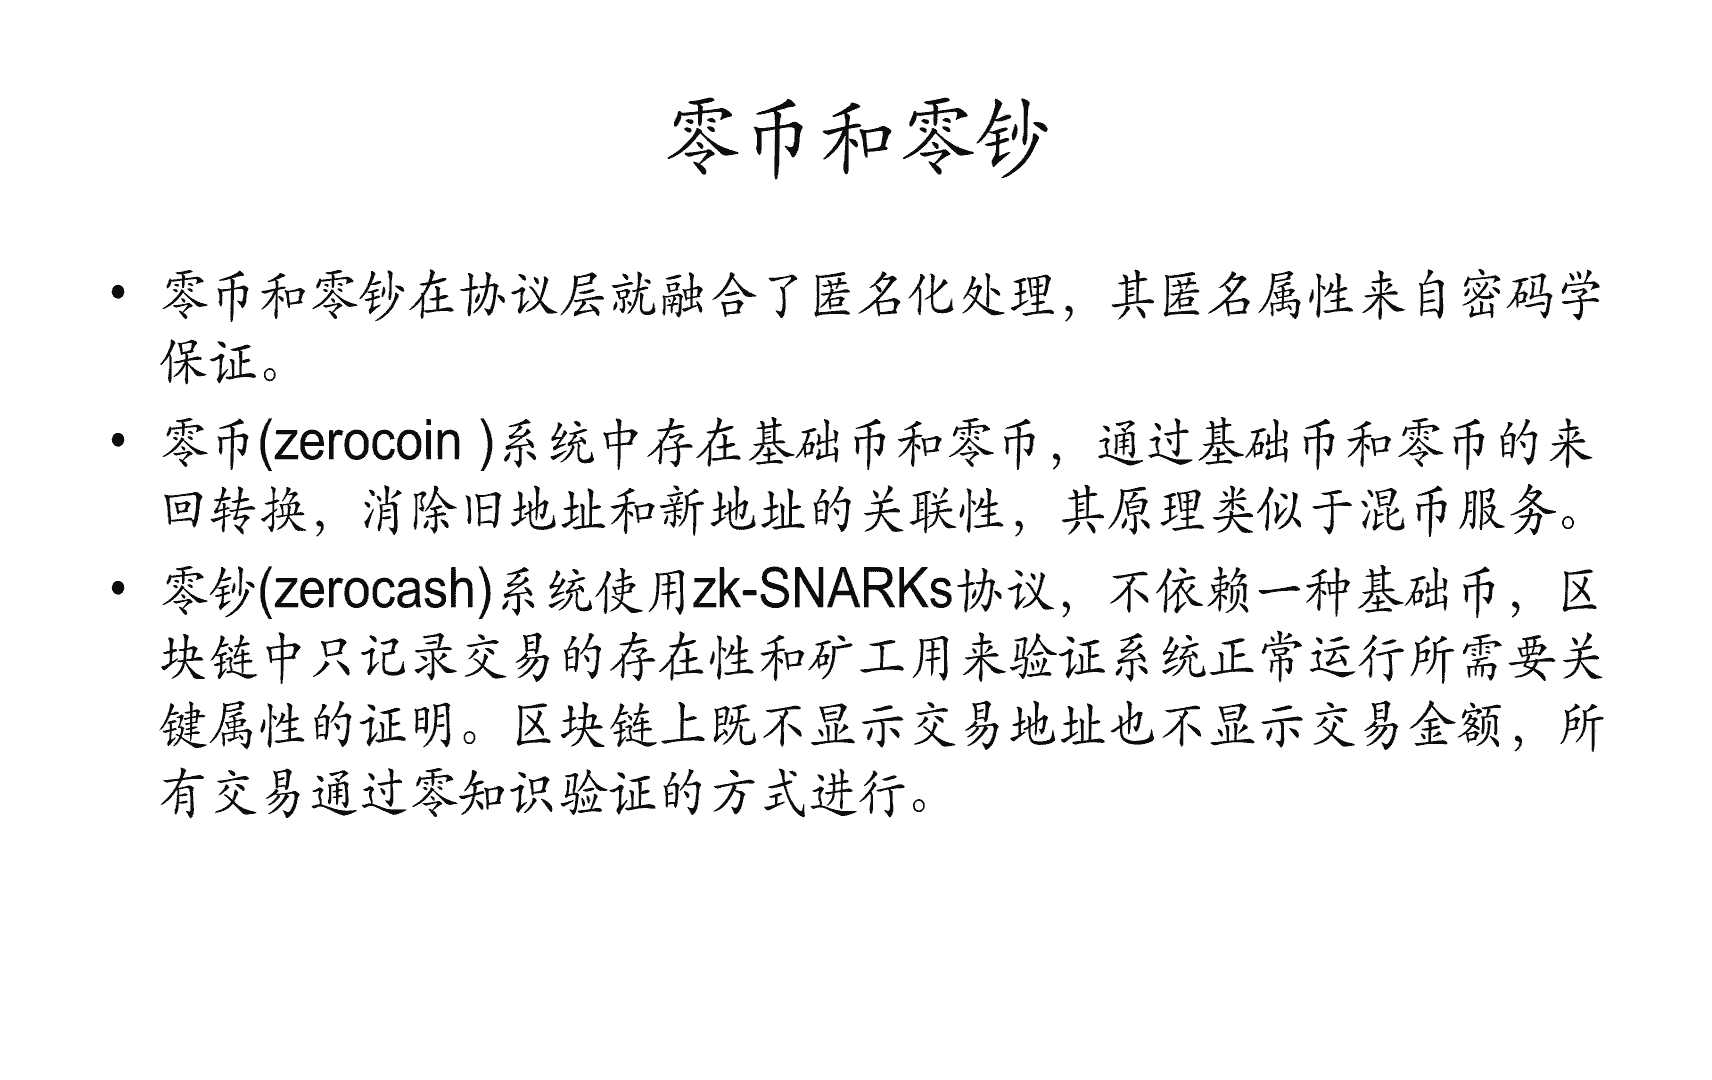 零币和零钞
• 零币和零钞在协议层就融合了匿名化处理，其匿名属性来自密码学
保证。
• 零币(zerocoin )系统中存在基础币和零币，通过基础币和零币的来
回转换，消除旧地址和新地址的关联性，其原理类似于混币服务。
• 零钞(zerocash)系统使用zk-SNARKs协议，不依赖一种基础币，区
块链中只记录交易的存在性和矿工用来验证系统正常运行所需要关
键属性的证明。区块链上既不显示交易地址也不显示交易金额，所
有交易通过零知识验证的方式进行。